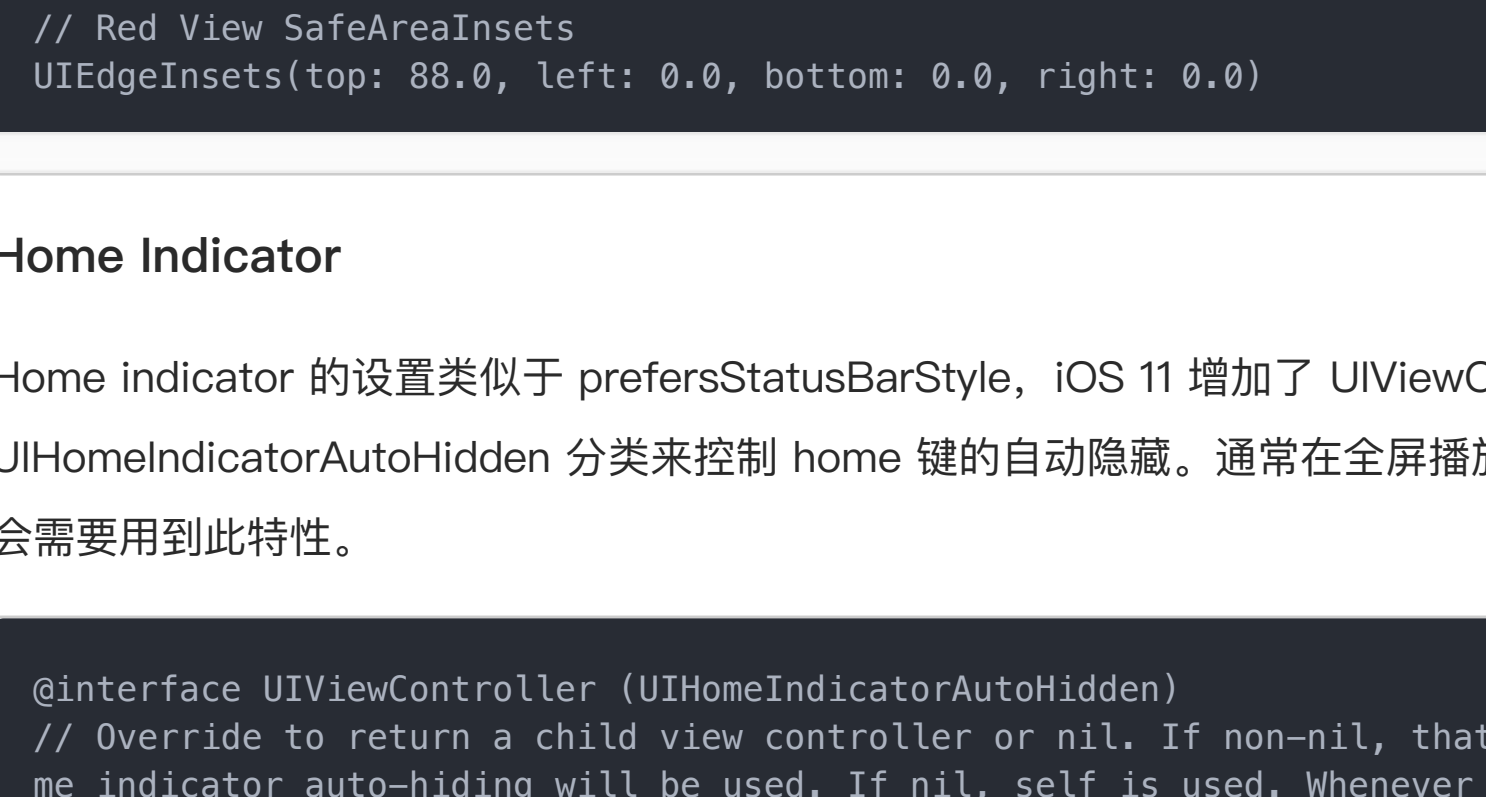 // Red View SafeAreaInsets
UIEdgeInsets(top: 88.0, left: 0.0, bottom: 0.0, right: 0.0)
Home Indicator
Home indicator 的设置类似于 prefersStatusBarStyle，iOS 11 增加了 UIViewC
UIHomeIndicatorAutoHidden 分类来控制 home 键的自动隐藏。通常在全屏播放
会需要用到此特性。
@interface UIViewController (UIHomeIndicatorAutoHidden)
// Override to return a child view controller or nil. If non-nil, that
me indicator auto-hiding will be used. If nil, self is used. Whenever